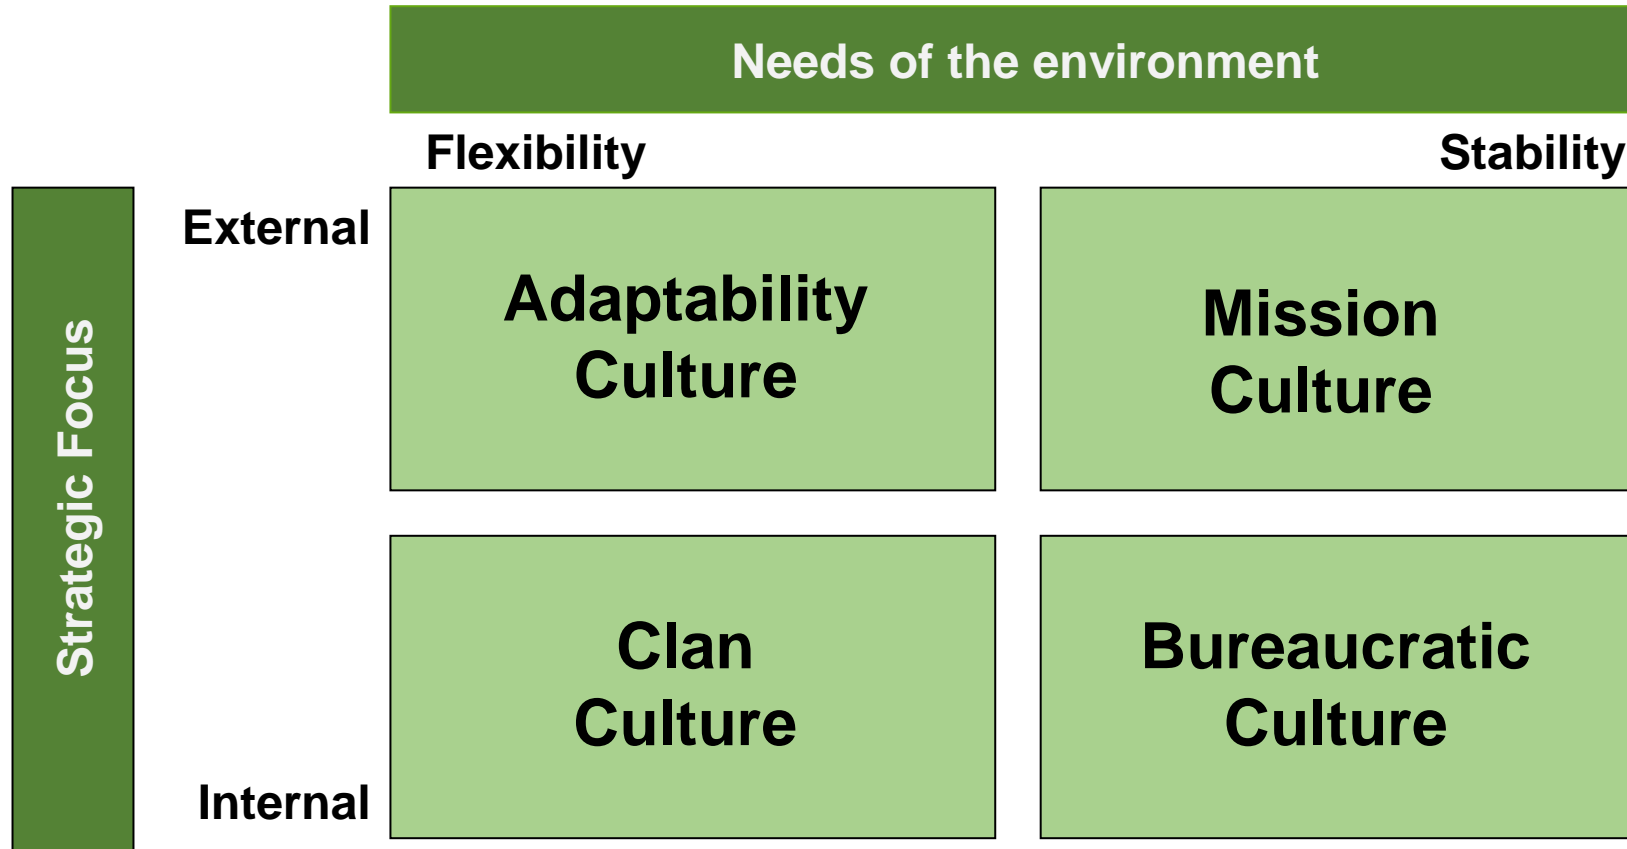 Needs of the environment
Flexibility
Stability
Strategic Focus
External
Adaptability
Culture
Mission
Culture
Clan
Culture
Bureaucratic
Culture
Internal